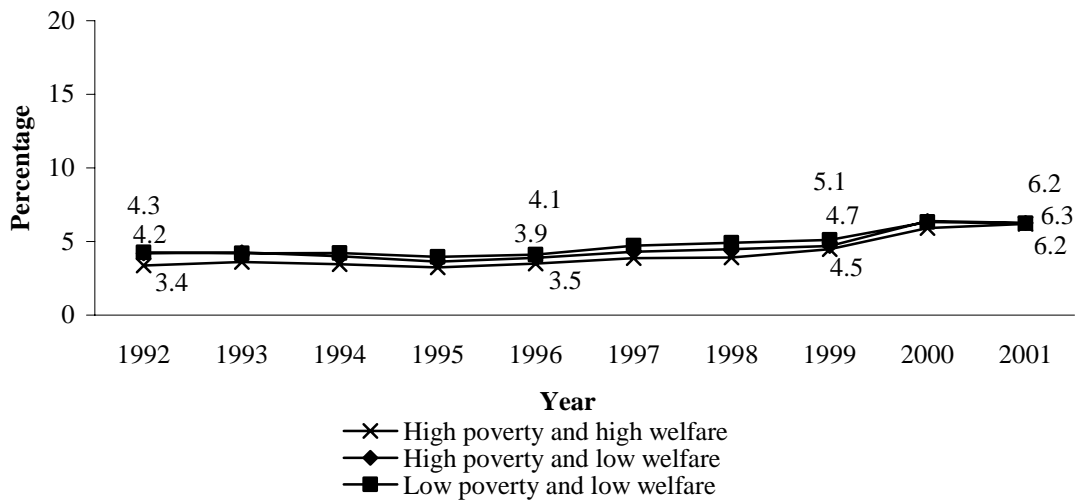 20
15
10
5
0
Percentage
4.3
4.2
3.4
4.1
3.9
3.5
5.1
4.7
4.5
6.2
6.3
6.2
1992 1993 1994 1995 1996 1997 1998 1999 2000 2001
Year
High poverty and high welfare
High poverty and low welfare
Low poverty and low welfare